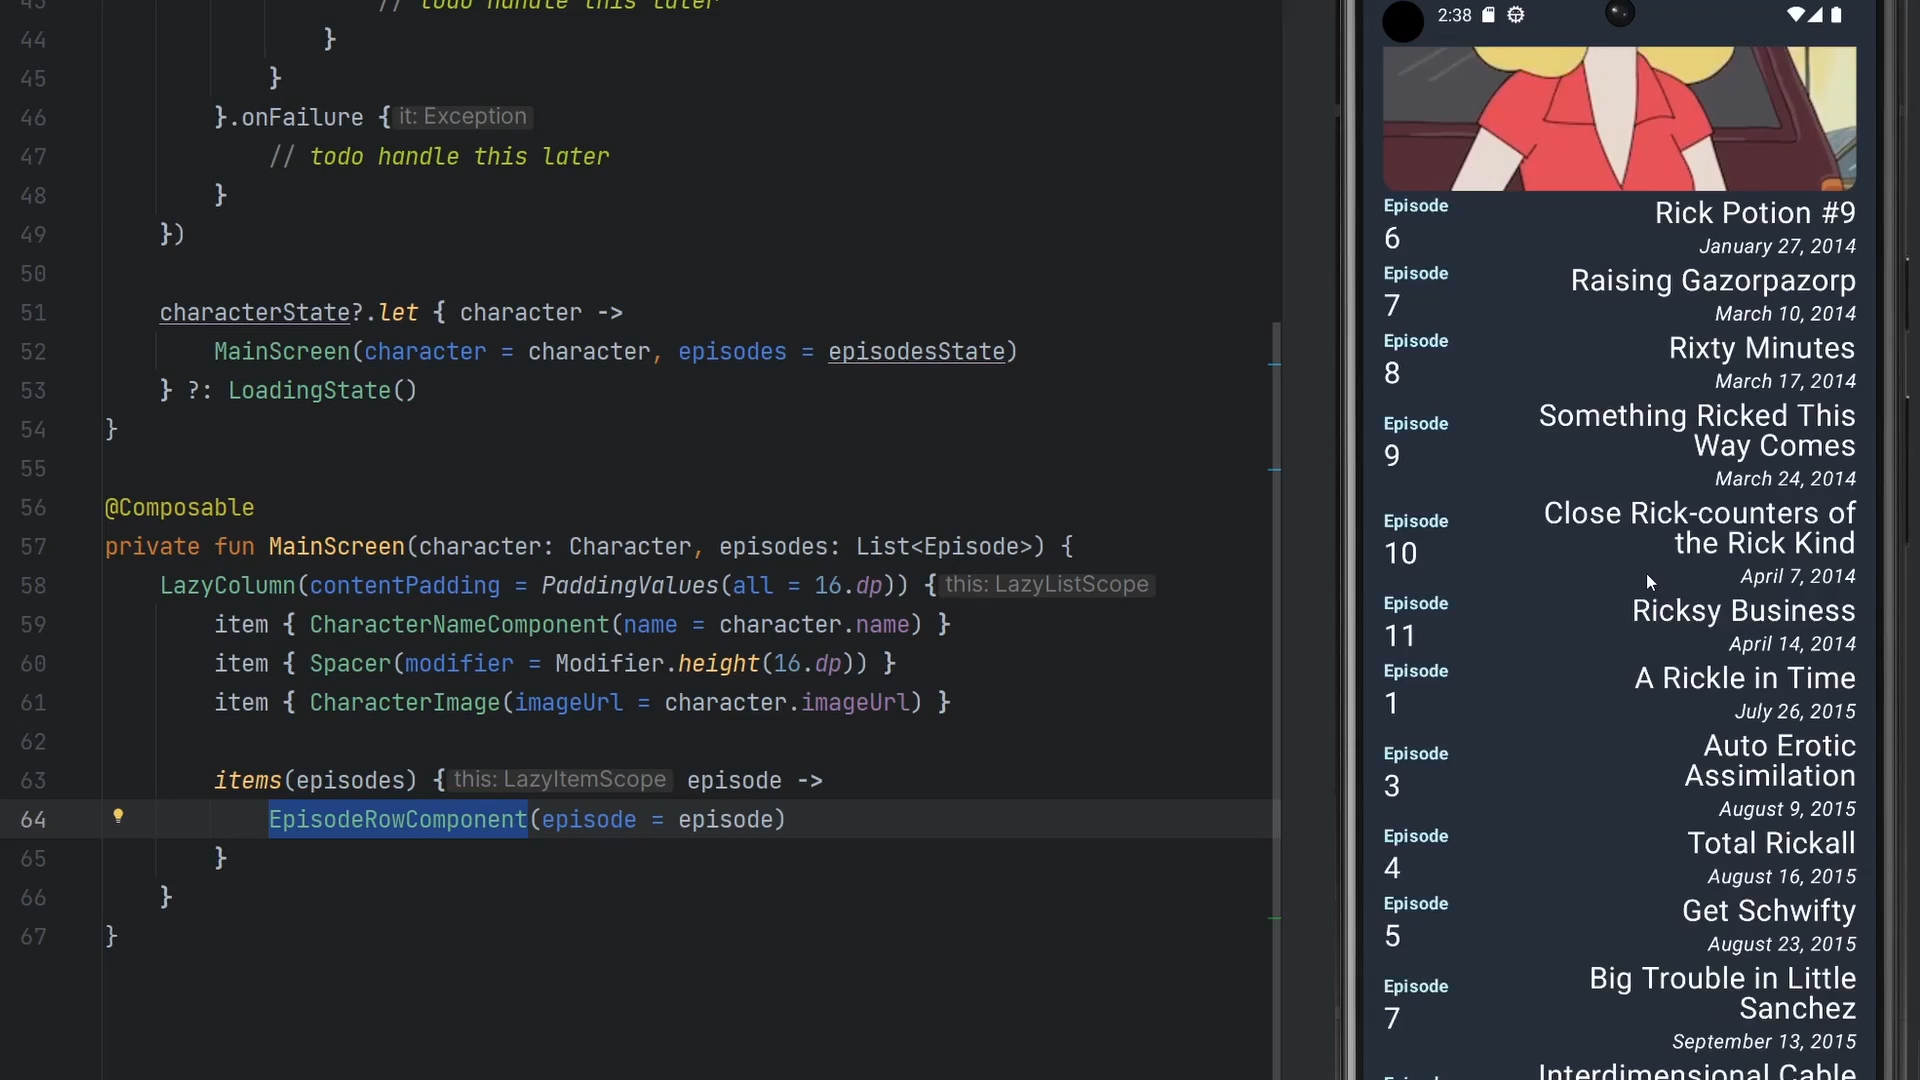 43 // todo handle this later
44 }
45 }
46 }.onFailure { it: Exception
47 // todo handle this later
48 }
49 })
50
51 characterState?.let { character ->
52 MainScreen(character = character, episodes = episodesState)
53 } ?: LoadingState()
54 }
55
56 @Composable
57 private fun MainScreen(character: Character, episodes: List<Episode>) {
58 LazyColumn(contentPadding = PaddingValues(all = 16.dp)) { this: LazyListScope
59 item { CharacterNameComponent(name = character.name) }
60 item { Spacer(modifier = Modifier.height(16.dp)) }
61 item { CharacterImage(imageUrl = character.imageUrl) }
62
63 items(episodes) { this: LazyItemScope episode ->
64 EpisodeRowComponent(episode = episode)
65 }
66 }
67 }
2:38
Episode
6
Rick Potion #9
January 27, 2014
Episode
7
Raising Gazorpazorp
March 10, 2014
Episode
8
Rixty Minutes
March 17, 2014
Episode
9
Something Ricked This
Way Comes
March 24, 2014
Episode
10
Close Rick-counters of
the Rick Kind
April 7, 2014
Episode
11
Ricksy Business
April 14, 2014
Episode
1
A Rickle in Time
July 26, 2015
Episode
3
Auto Erotic
Assimilation
August 9, 2015
Episode
4
Total Rickall
August 16, 2015
Episode
5
Get Schwifty
August 23, 2015
Episode
7
Big Trouble in Little
Sanchez
September 13, 2015
Episode
Interdimensional Cable